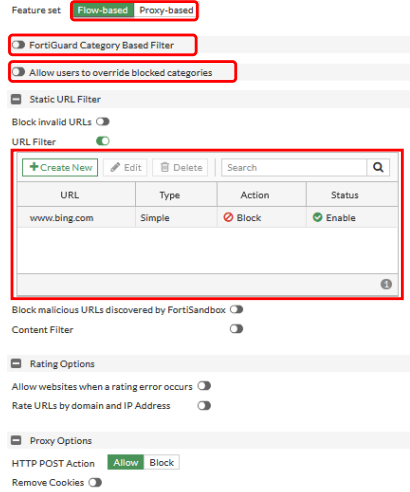 Feature set Flow-based Proxy-based
FortiGuard Category Based Filter
Allow users to override blocked categories
Static URL Filter
Block invalid URLs
URL Filter
Create New Edit Delete Search
URL Type Action Status
www.bing.com Simple Block Enable
1
Block malicious URLs discovered by FortiSandbox
Content Filter
Rating Options
Allow websites when a rating error occurs
Rate URLs by domain and IP Address
Proxy Options
HTTP POST Action Allow Block
Remove Cookies